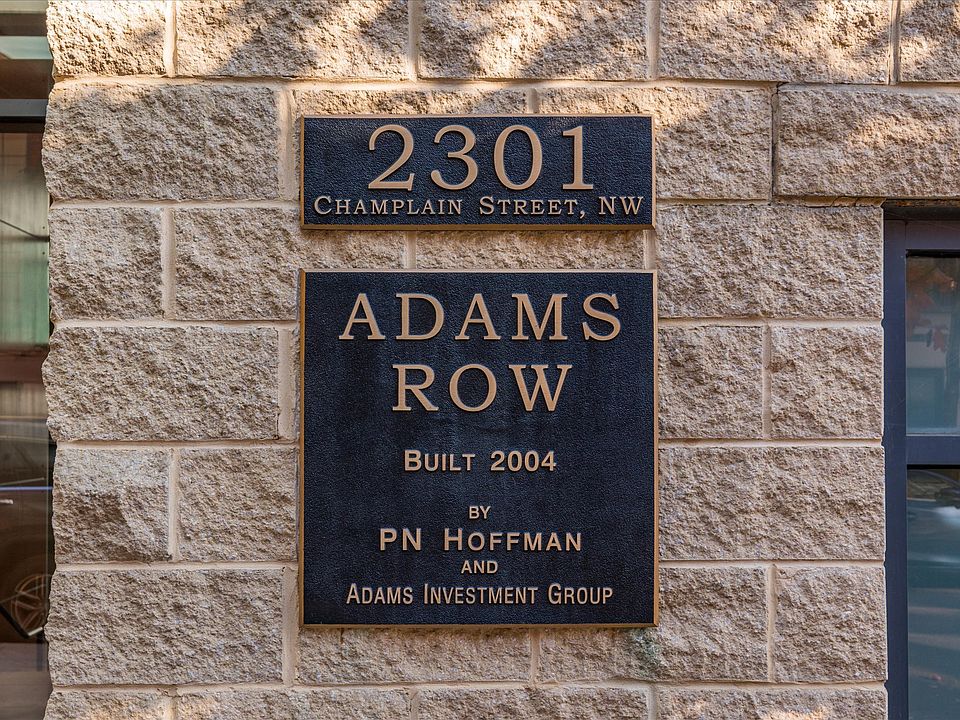 2301
Champlain Street, NW
ADAMS
ROW
Built 2004
BY
PN Hoffman
AND
Adams Investment Group